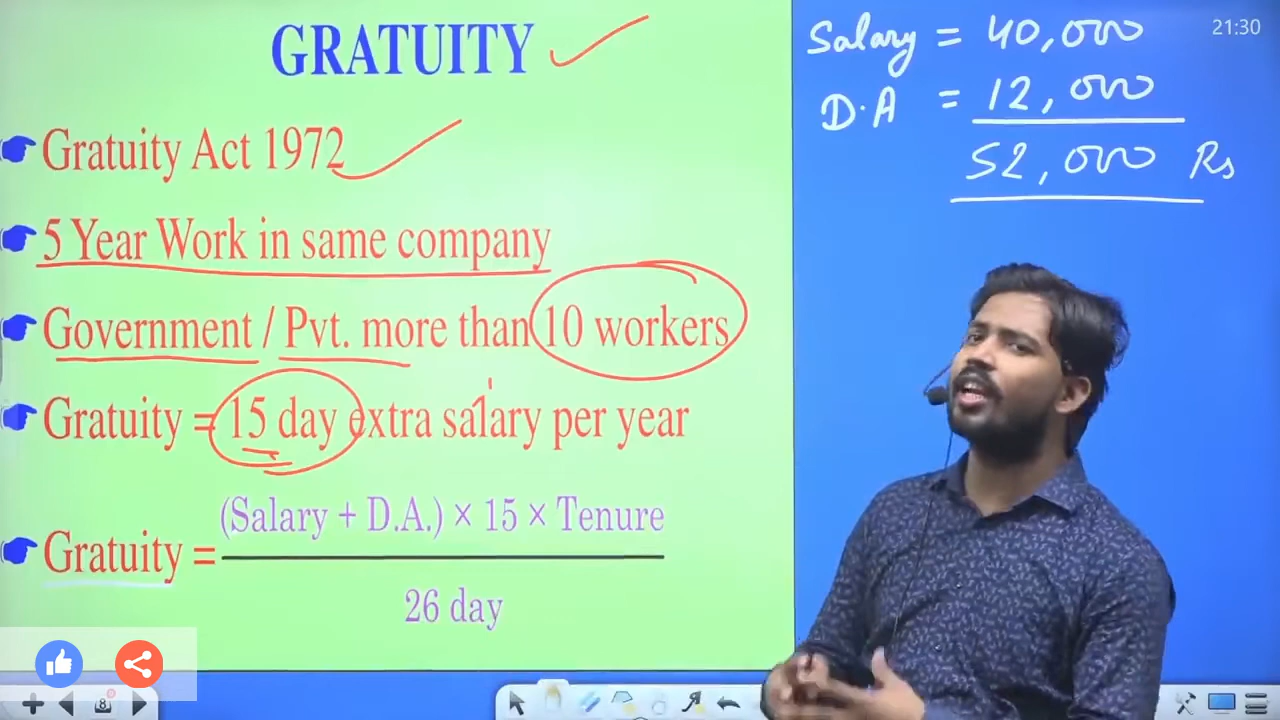 GRATUITY
Gratuity Act 1972
5 Year Work in same company
Government / Pvt. more than 10 workers
Gratuity = 15 day extra salary per year
Gratuity = (Salary + D.A.) × 15 × Tenure
26 day
Salary = 40,000
D.A = 12,000
52,000 Rs
21:30
8